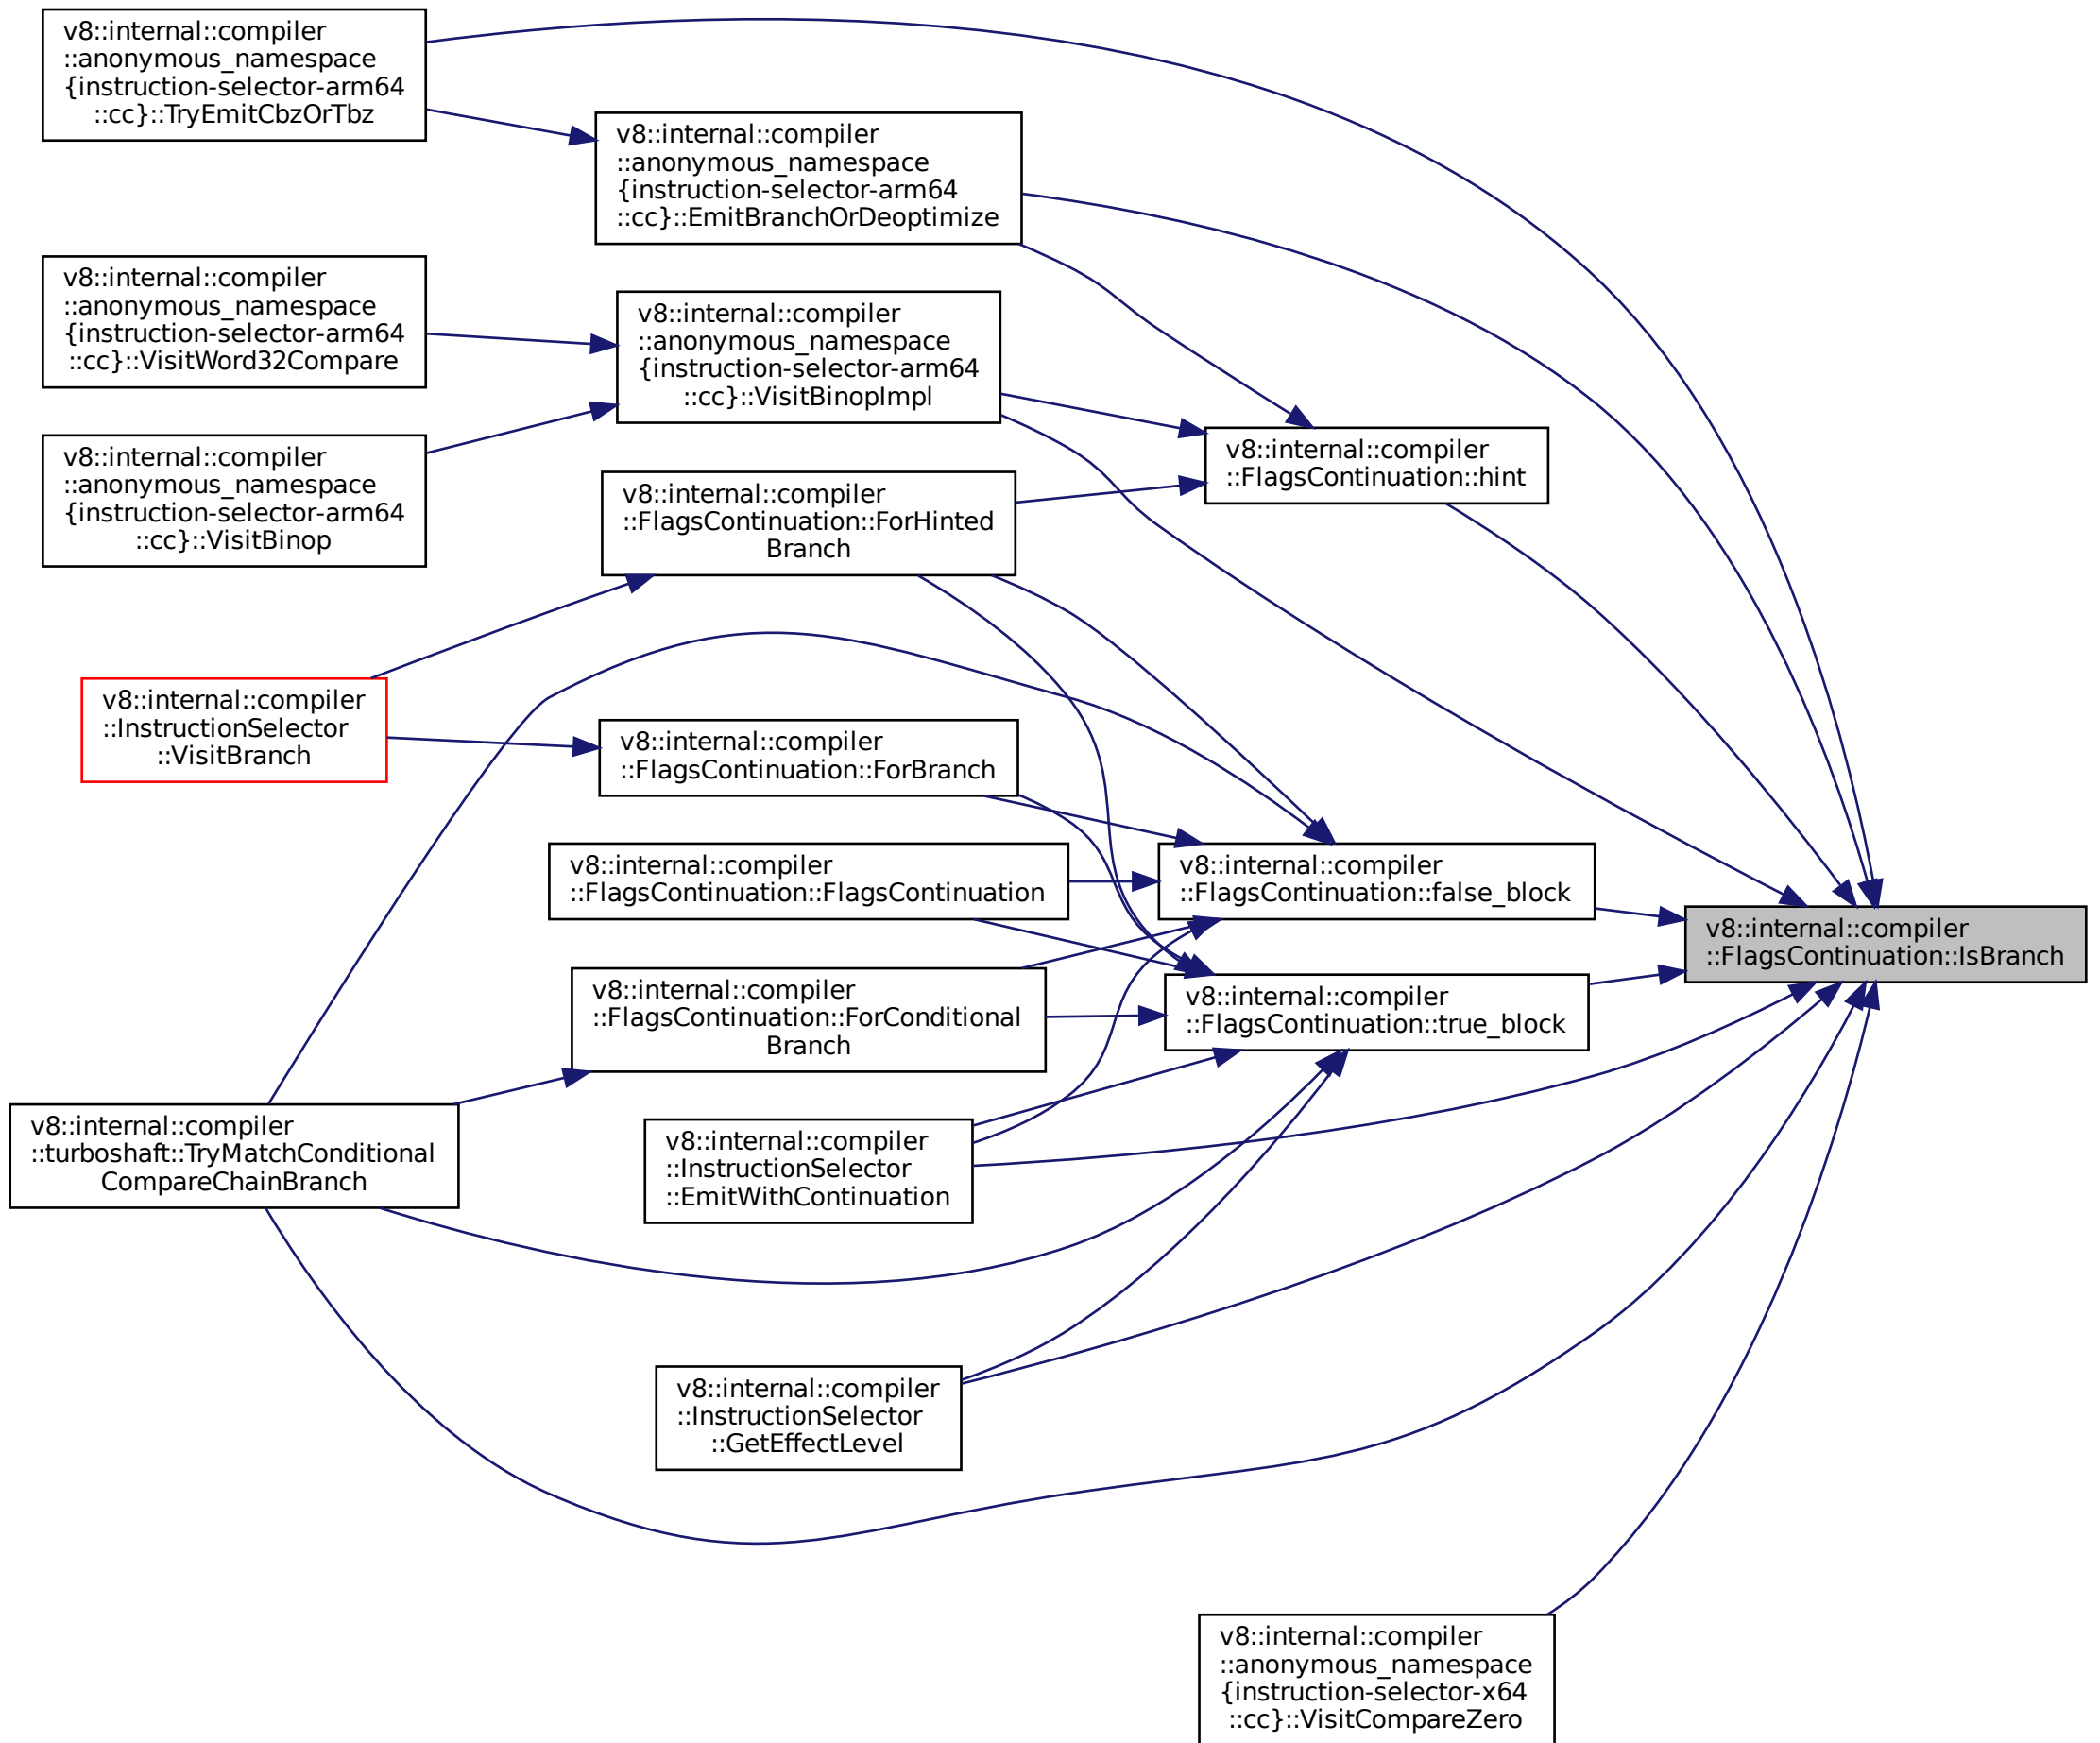 v8::internal::compiler
::anonymous_namespace
{instruction-selector-arm64
::cc}::TryEmitCbzOrTbz
v8::internal::compiler
::anonymous_namespace
{instruction-selector-arm64
::cc}::EmitBranchOrDeoptimize
v8::internal::compiler
::anonymous_namespace
{instruction-selector-arm64
::cc}::VisitWord32Compare
v8::internal::compiler
::anonymous_namespace
{instruction-selector-arm64
::cc}::VisitBinopImpl
v8::internal::compiler
::anonymous_namespace
{instruction-selector-arm64
::cc}::VisitBinop
v8::internal::compiler
::FlagsContinuation::hint
v8::internal::compiler
::FlagsContinuation::ForHinted
Branch
v8::internal::compiler
::InstructionSelector
::VisitBranch
v8::internal::compiler
::FlagsContinuation::ForBranch
v8::internal::compiler
::FlagsContinuation::FlagsContinuation
v8::internal::compiler
::FlagsContinuation::false_block
v8::internal::compiler
::FlagsContinuation::IsBranch
v8::internal::compiler
::FlagsContinuation::ForConditional
Branch
v8::internal::compiler
::FlagsContinuation::true_block
v8::internal::compiler
::turboshaft::TryMatchConditional
CompareChainBranch
v8::internal::compiler
::InstructionSelector
::EmitWithContinuation
v8::internal::compiler
::InstructionSelector
::GetEffectLevel
v8::internal::compiler
::anonymous_namespace
{instruction-selector-x64
::cc}::VisitCompareZero